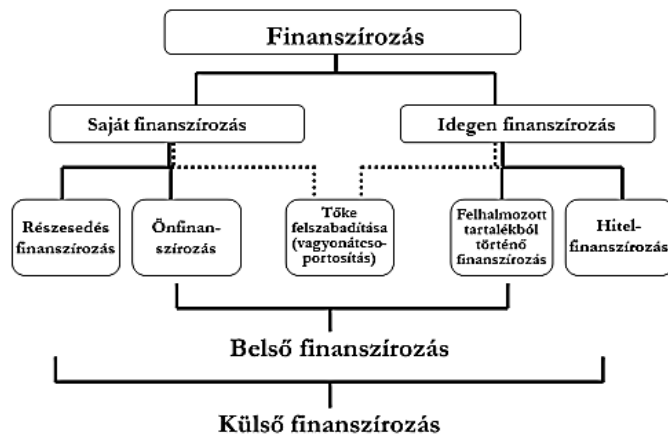 Finanszírozás
Saját finanszírozás
Idegen finanszírozás
Részesedés
finanszírozás
Önfinan-
szírozás
Tőke
felszabadítása
(vagyonátcso-
portosítás)
Felhalmozott
tartalékból
történő
finanszírozás
Hitel-
finanszírozás
Belső finanszírozás
Külső finanszírozás